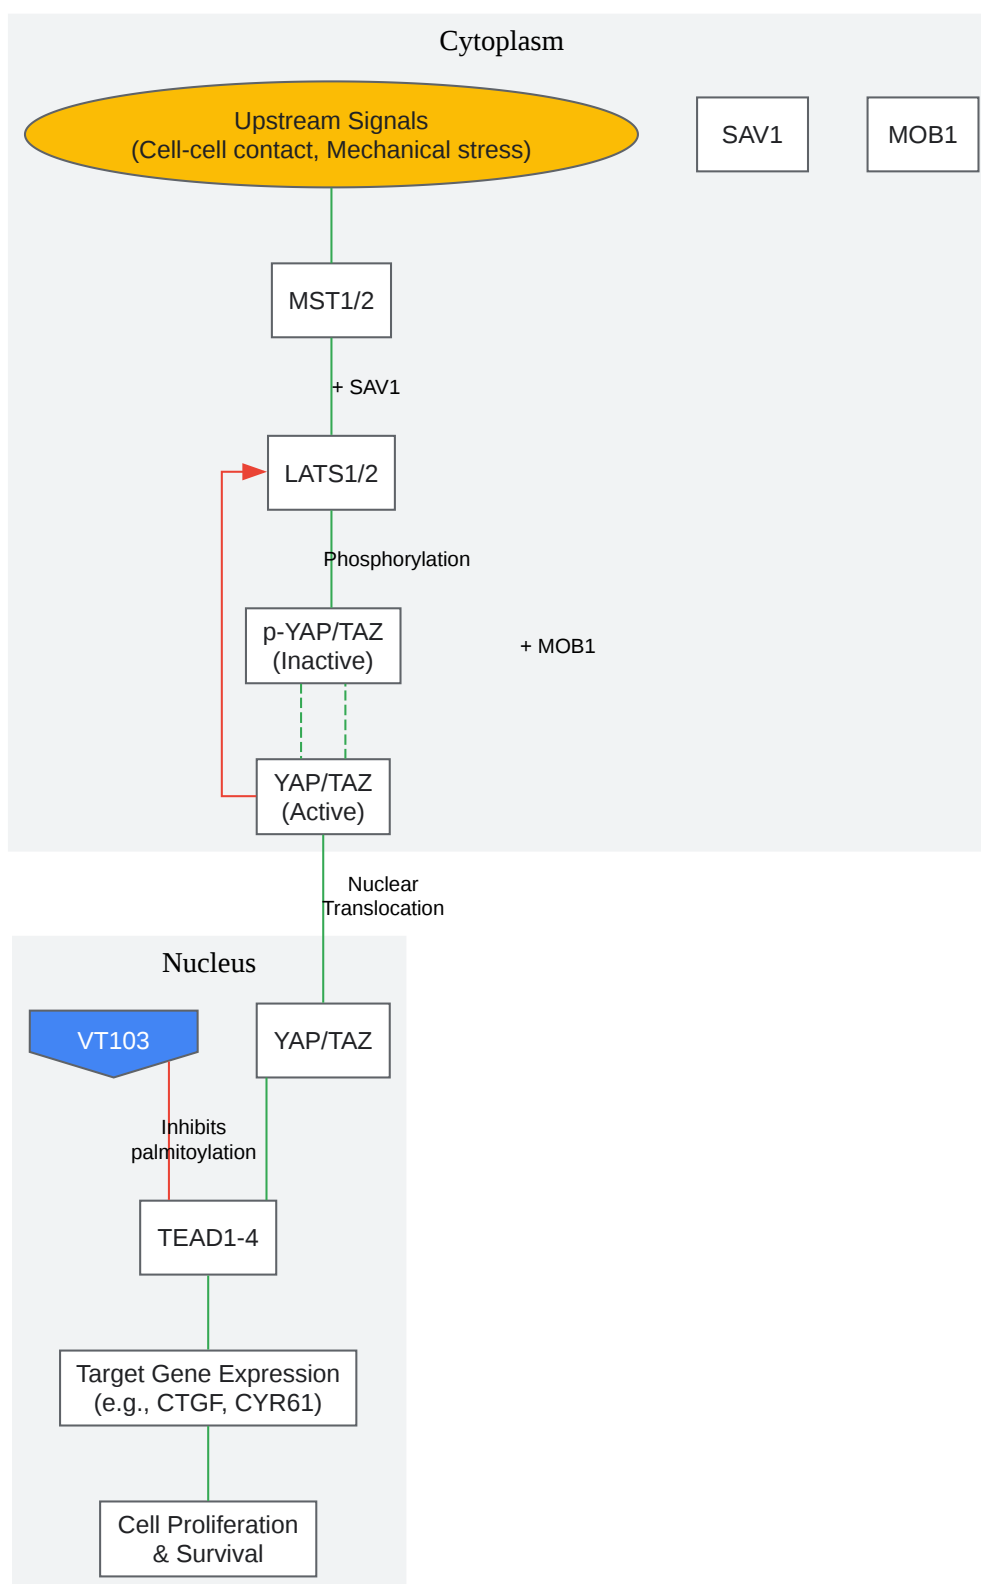 Cytoplasm
Upstream Signals
(Cell-cell contact, Mechanical stress)
SAV1
MOB1
MST1/2
+ SAV1
LATS1/2
Phosphorylation
p-YAP/TAZ
(Inactive)
+ MOB1
YAP/TAZ
(Active)
Nuclear
Translocation
Nucleus
VT103
YAP/TAZ
Inhibits
palmitoylation
TEAD1-4
Target Gene Expression
(e.g., CTGF, CYR61)
Cell Proliferation
& Survival